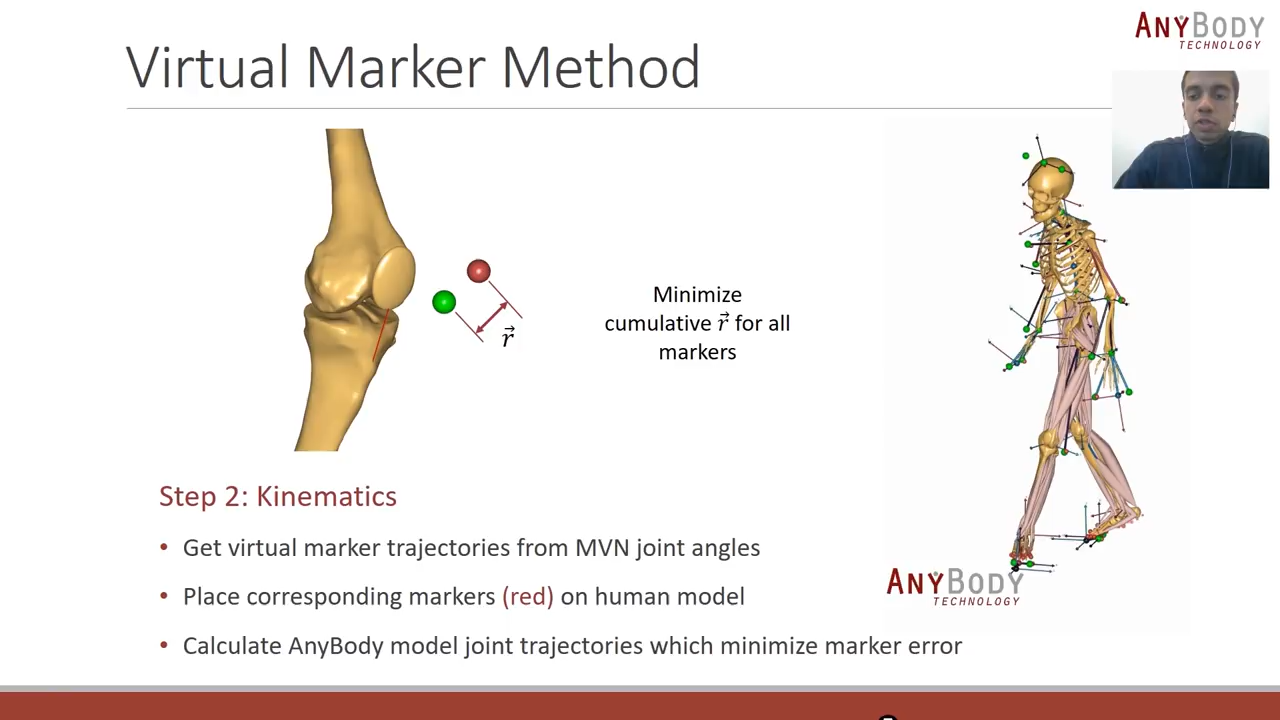 Virtual Marker Method
ANYBODY
TECHNOLOGY
r⃗
Minimize
cumulative r⃗ for all
markers
Step 2: Kinematics
• Get virtual marker trajectories from MVN joint angles
• Place corresponding markers (red) on human model
• Calculate AnyBody model joint trajectories which minimize marker error
ANYBODY
TECHNOLOGY